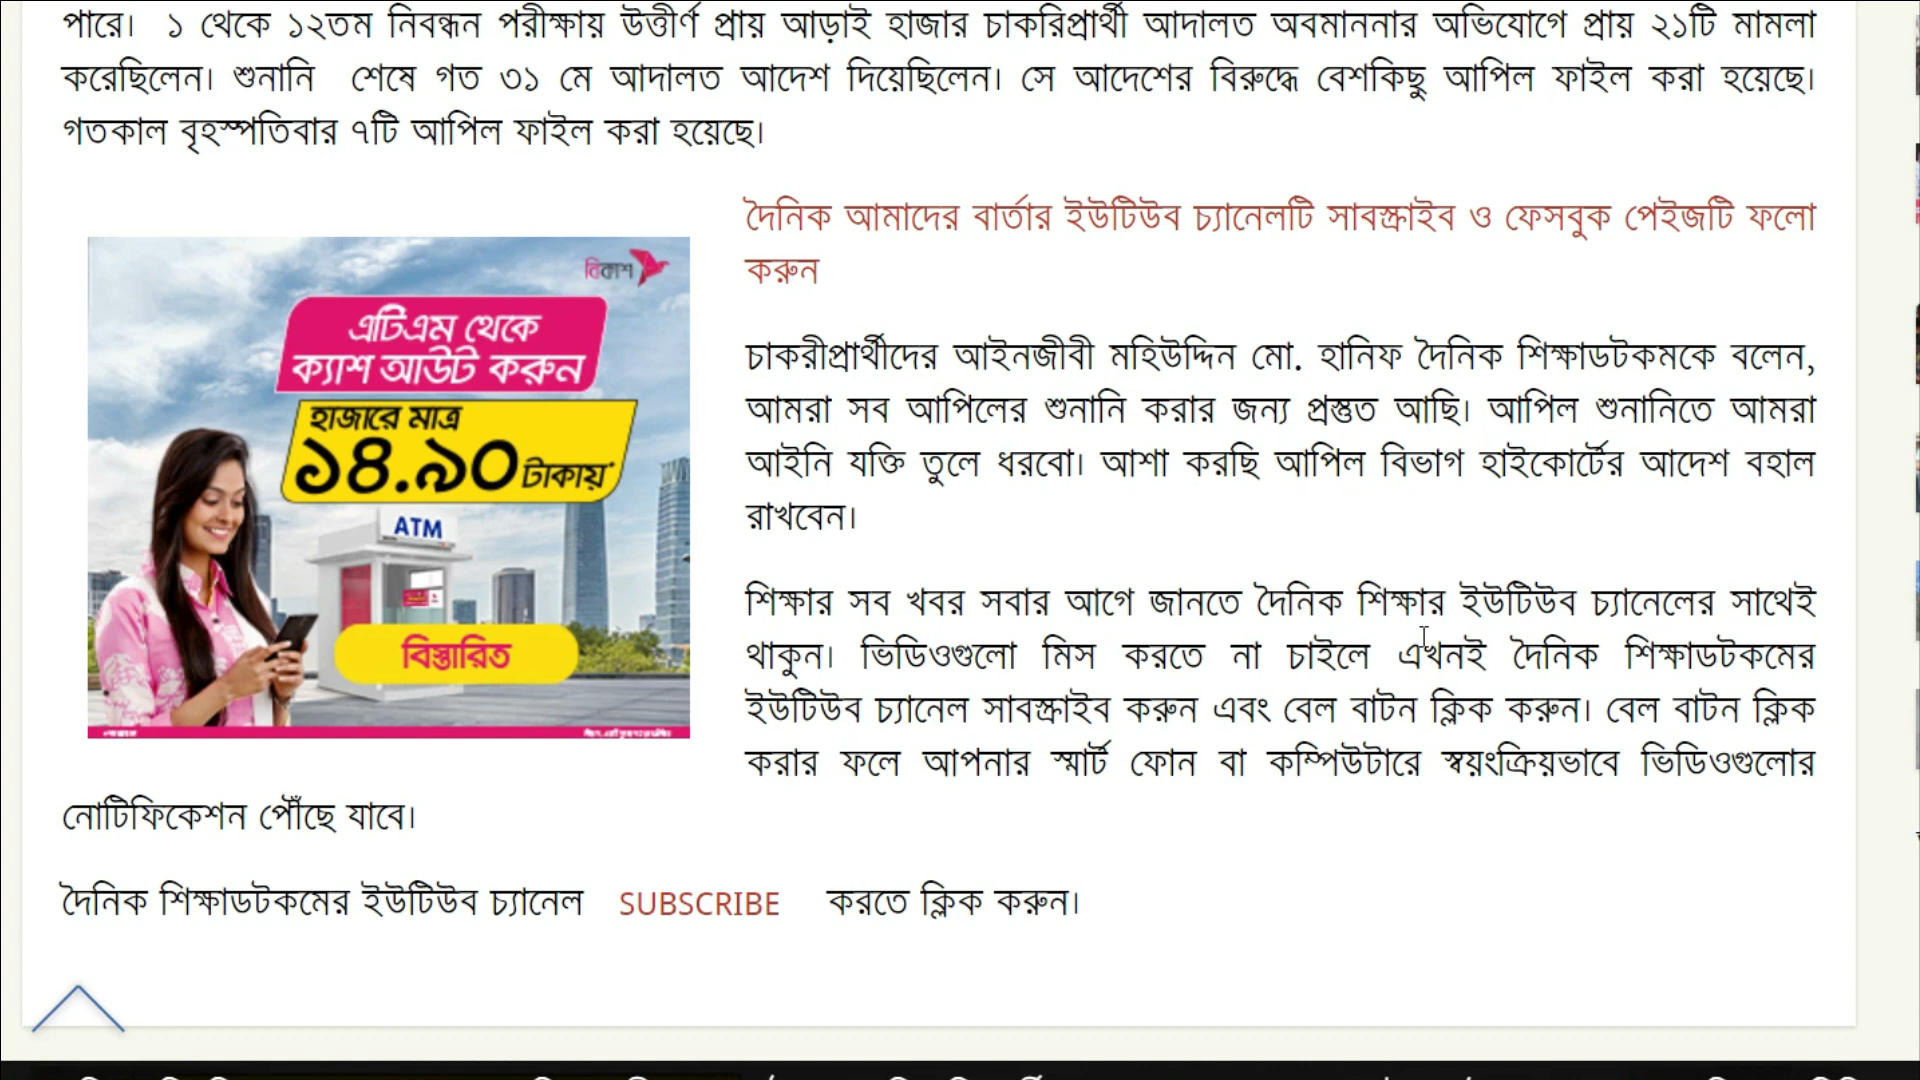 পারে। ১ থেকে ১২তম নিবন্ধন পরীক্ষায় উত্তীর্ণ প্রায় আড়াই হাজার চাকরিপ্রার্থী আদালত অবমাননার অভিযোগে প্রায় ২১টি মামলা
করেছিলেন। শুনানি শেষে গত ৩১ মে আদালত আদেশ দিয়েছিলেন। সে আদেশের বিরুদ্ধে বেশকিছু আপিল ফাইল করা হয়েছে।
গতকাল বৃহস্পতিবার ৭টি আপিল ফাইল করা হয়েছে।
দৈনিক আমাদের বার্তার ইউটিউব চ্যানেলটি সাবস্ক্রাইব ও ফেসবুক পেইজটি ফলো
করুন
বিকাশ
এটিএম থেকে
ক্যাশ আউট করুন
হাজারে মাত্র
১৪.৯০ টাকায়*
ATM
বিস্তারিত
চাকরীপ্রার্থীদের আইনজীবী মহিউদ্দিন মো. হানিফ দৈনিক শিক্ষাডটকমকে বলেন,
আমরা সব আপিলের শুনানি করার জন্য প্রস্তুত আছি। আপিল শুনানিতে আমরা
আইনি যক্তি তুলে ধরবো। আশা করছি আপিল বিভাগ হাইকোর্টের আদেশ বহাল
রাখবেন।
শিক্ষার সব খবর সবার আগে জানতে দৈনিক শিক্ষার ইউটিউব চ্যানেলের সাথেই
থাকুন। ভিডিওগুলো মিস করতে না চাইলে এখনই দৈনিক শিক্ষাডটকমের
ইউটিউব চ্যানেল সাবস্ক্রাইব করুন এবং বেল বাটন ক্লিক করুন। বেল বাটন ক্লিক
করার ফলে আপনার স্মার্ট ফোন বা কম্পিউটারে স্বয়ংক্রিয়ভাবে ভিডিওগুলোর
নোটিফিকেশন পৌঁছে যাবে।
দৈনিক শিক্ষাডটকমের ইউটিউব চ্যানেল SUBSCRIBE করতে ক্লিক করুন।